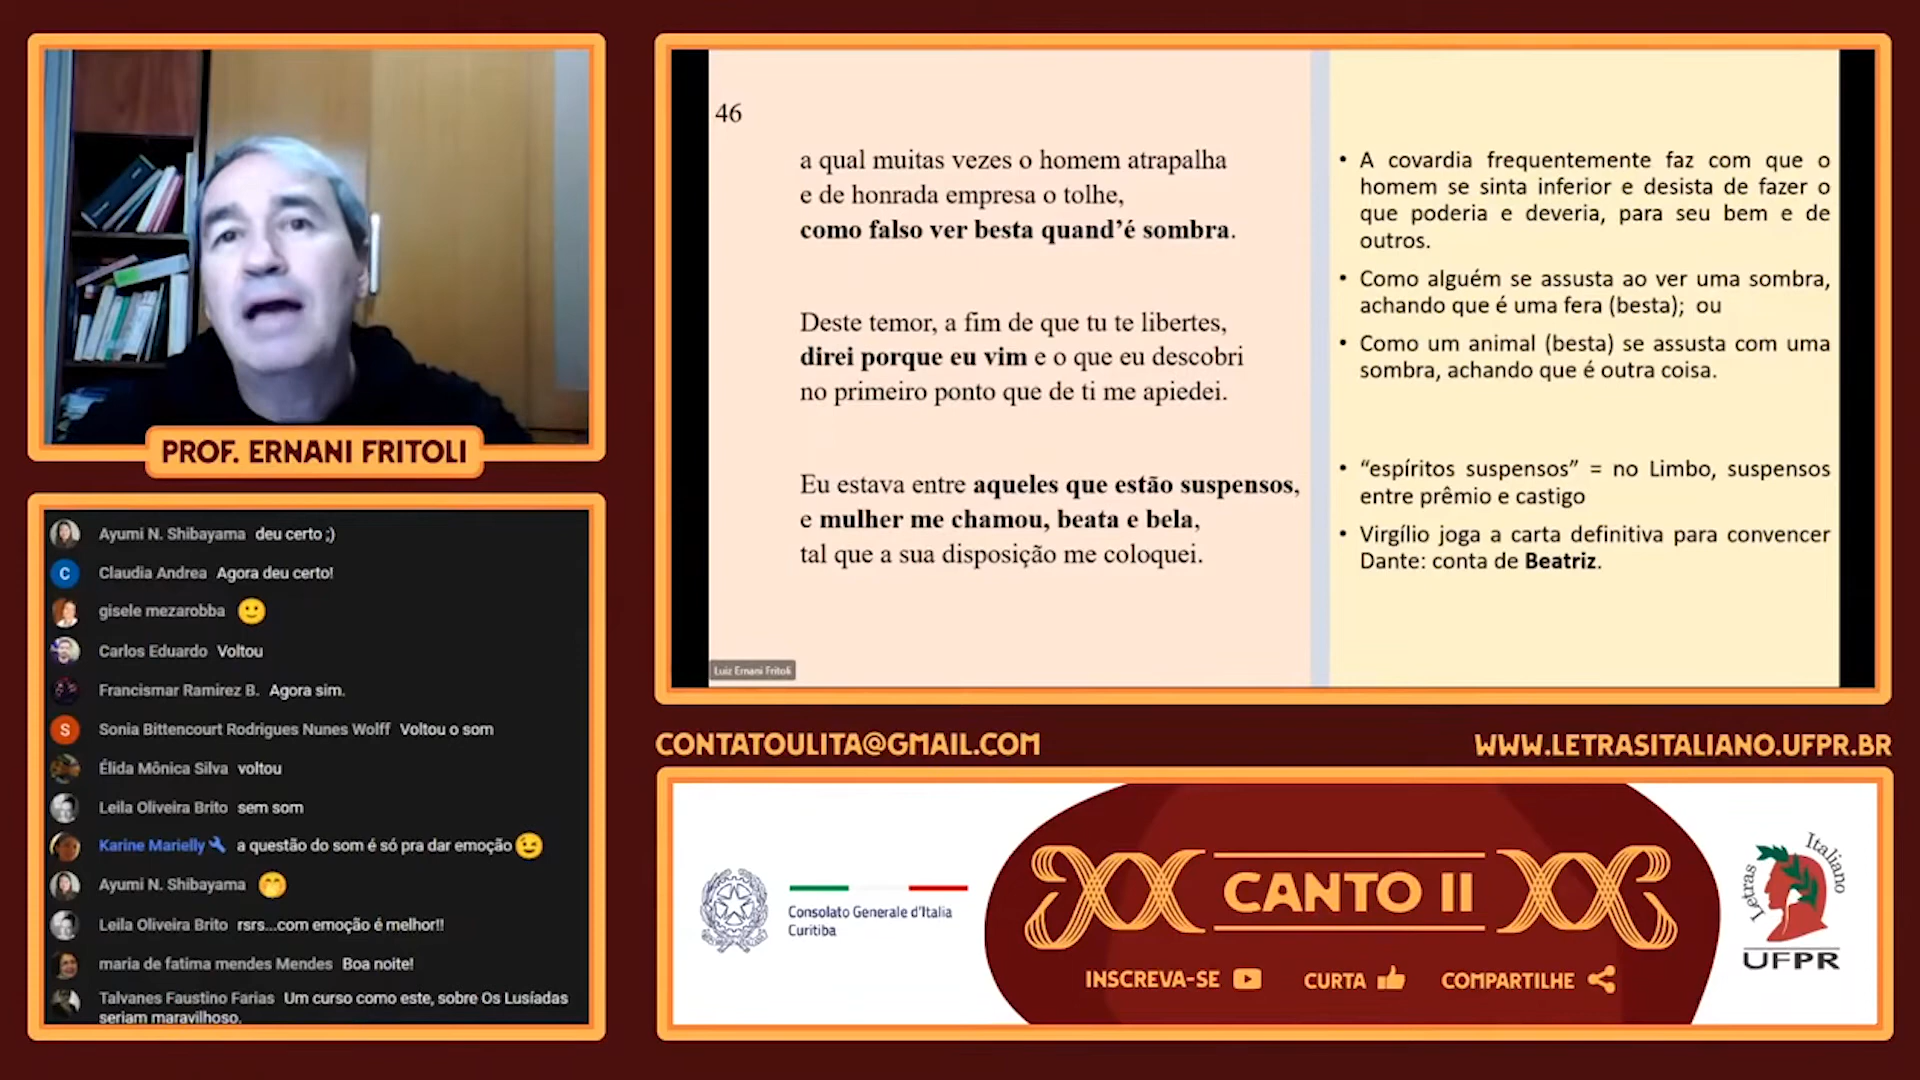 PROF. ERNANI FRITOLI
Ayumi N. Shibayama deu certo ;)
C
Claudia Andrea Agora deu certo!
gisele mezarobba 🙂
Carlos Eduardo Voltou
Francismar Ramirez B. Agora sim.
S
Sonia Bittencourt Rodrigues Nunes Wolff Voltou o som
Élida Mônica Silva voltou
Leila Oliveira Brito sem som
Karine Marielly a questão do som é só pra dar emoção 😉
Ayumi N. Shibayama 🤭
Leila Oliveira Brito rsrs...com emoção é melhor!!
maria de fatima mendes Mendes Boa noite!
Talvanes Faustino Farias Um curso como este, sobre Os Lusíadas
seriam maravilhoso.
46
a qual muitas vezes o homem atrapalha
e de honrada empresa o tolhe,
como falso ver besta quand’é sombra.
Deste temor, a fim de que tu te libertes,
direi porque eu vim e o que eu descobri
no primeiro ponto que de ti me apiedei.
Eu estava entre aqueles que estão suspensos,
e mulher me chamou, beata e bela,
tal que a sua disposição me coloquei.
Luiz Ernani Fritoli
• A covardia frequentemente faz com que o
homem se sinta inferior e desista de fazer o
que poderia e deveria, para seu bem e de
outros.
• Como alguém se assusta ao ver uma sombra,
achando que é uma fera (besta); ou
• Como um animal (besta) se assusta com uma
sombra, achando que é outra coisa.
• “espíritos suspensos” = no Limbo, suspensos
entre prêmio e castigo
• Virgílio joga a carta definitiva para convencer
Dante: conta de Beatriz.
CONTATOULITA@GMAIL.COM
WWW.LETRASITALIANO.UFPR.BR
Consolato Generale d'Italia
Curitiba
CANTO II
INSCREVA-SE
CURTA
COMPARTILHE
Letras Italiano
UFPR